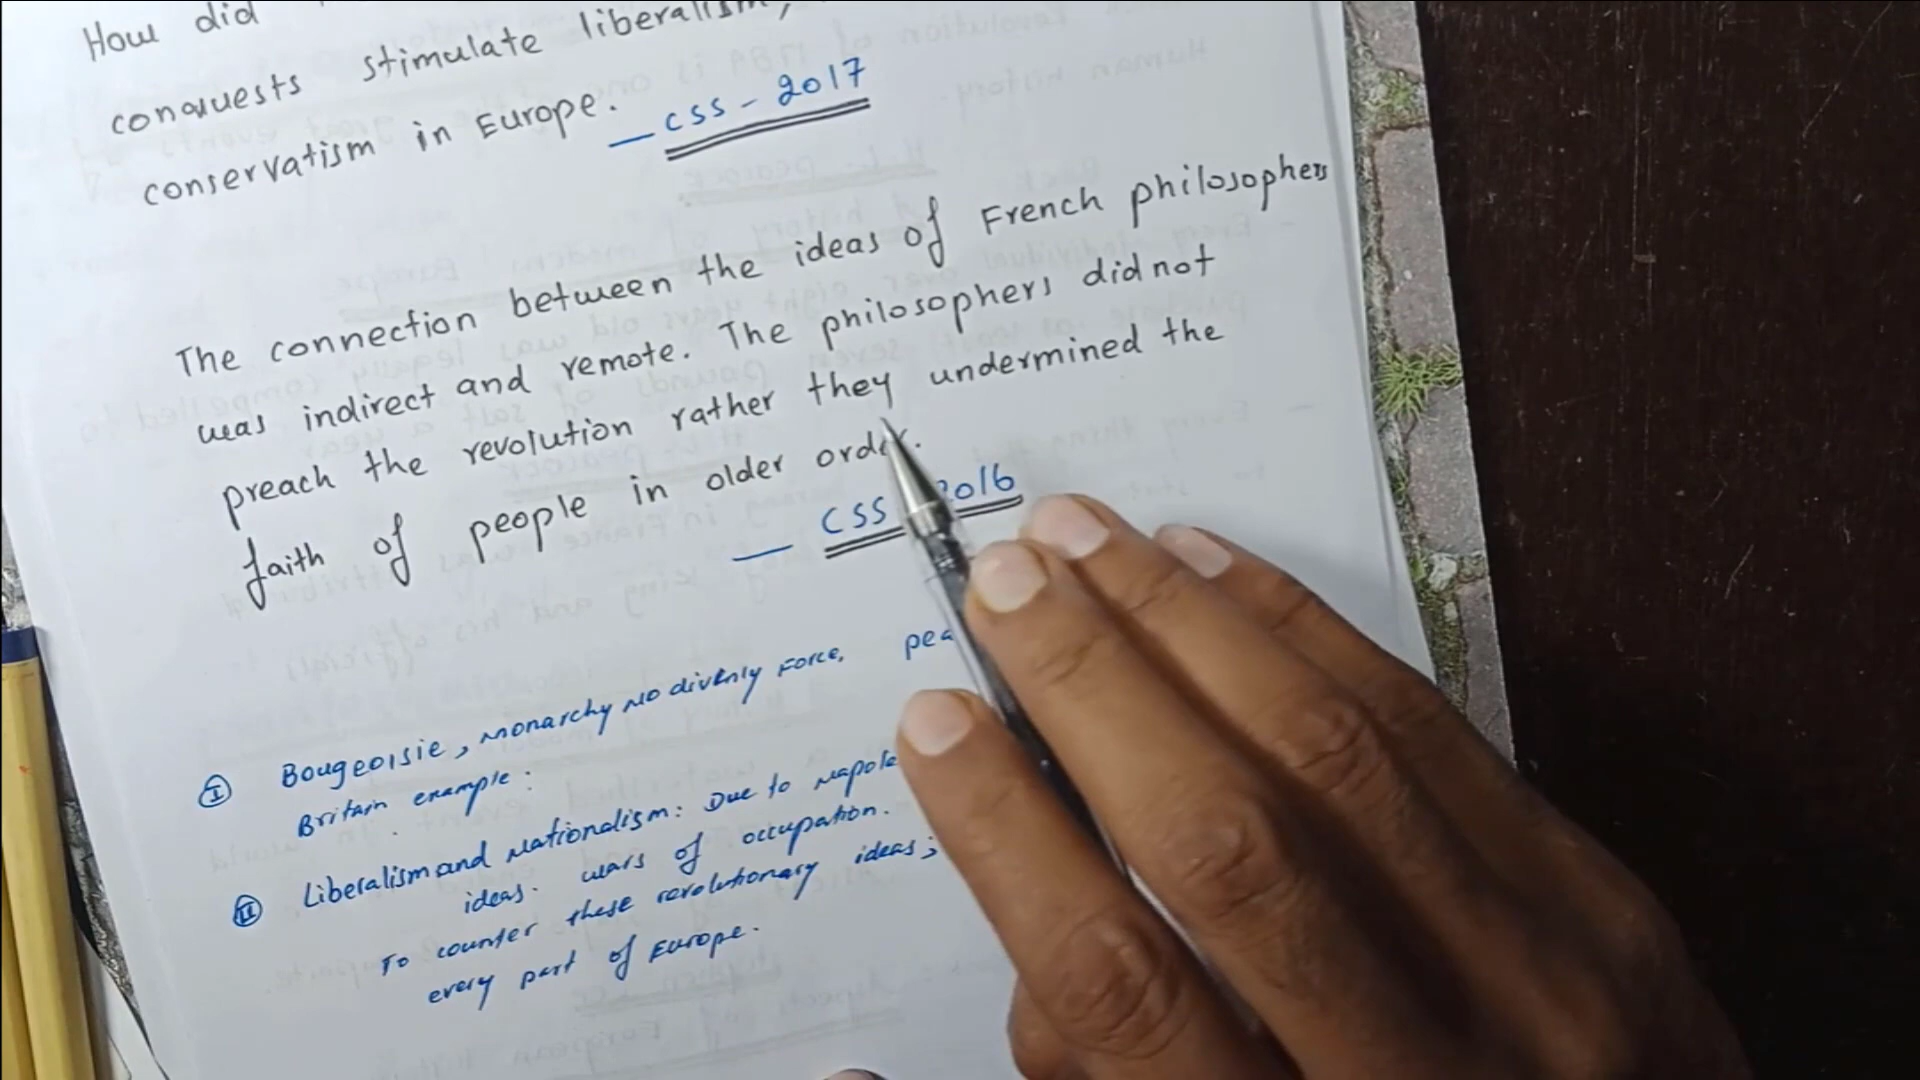 How did
conquests stimulate liberalism,
conservatism in Europe. — CSS - 2017
The connection between the ideas of French philosophers
was indirect and remote. The philosophers did not
preach the revolution rather they undermined the
faith of people in older order.
— CSS 2016
I Bougeoisie, Monarchy No divenly Force, pea
Britain example.
II Liberalism and Nationalism: Due to Napole
ideas. wars of occupation.
To counter these revolutionary ideas;
every part of Europe.